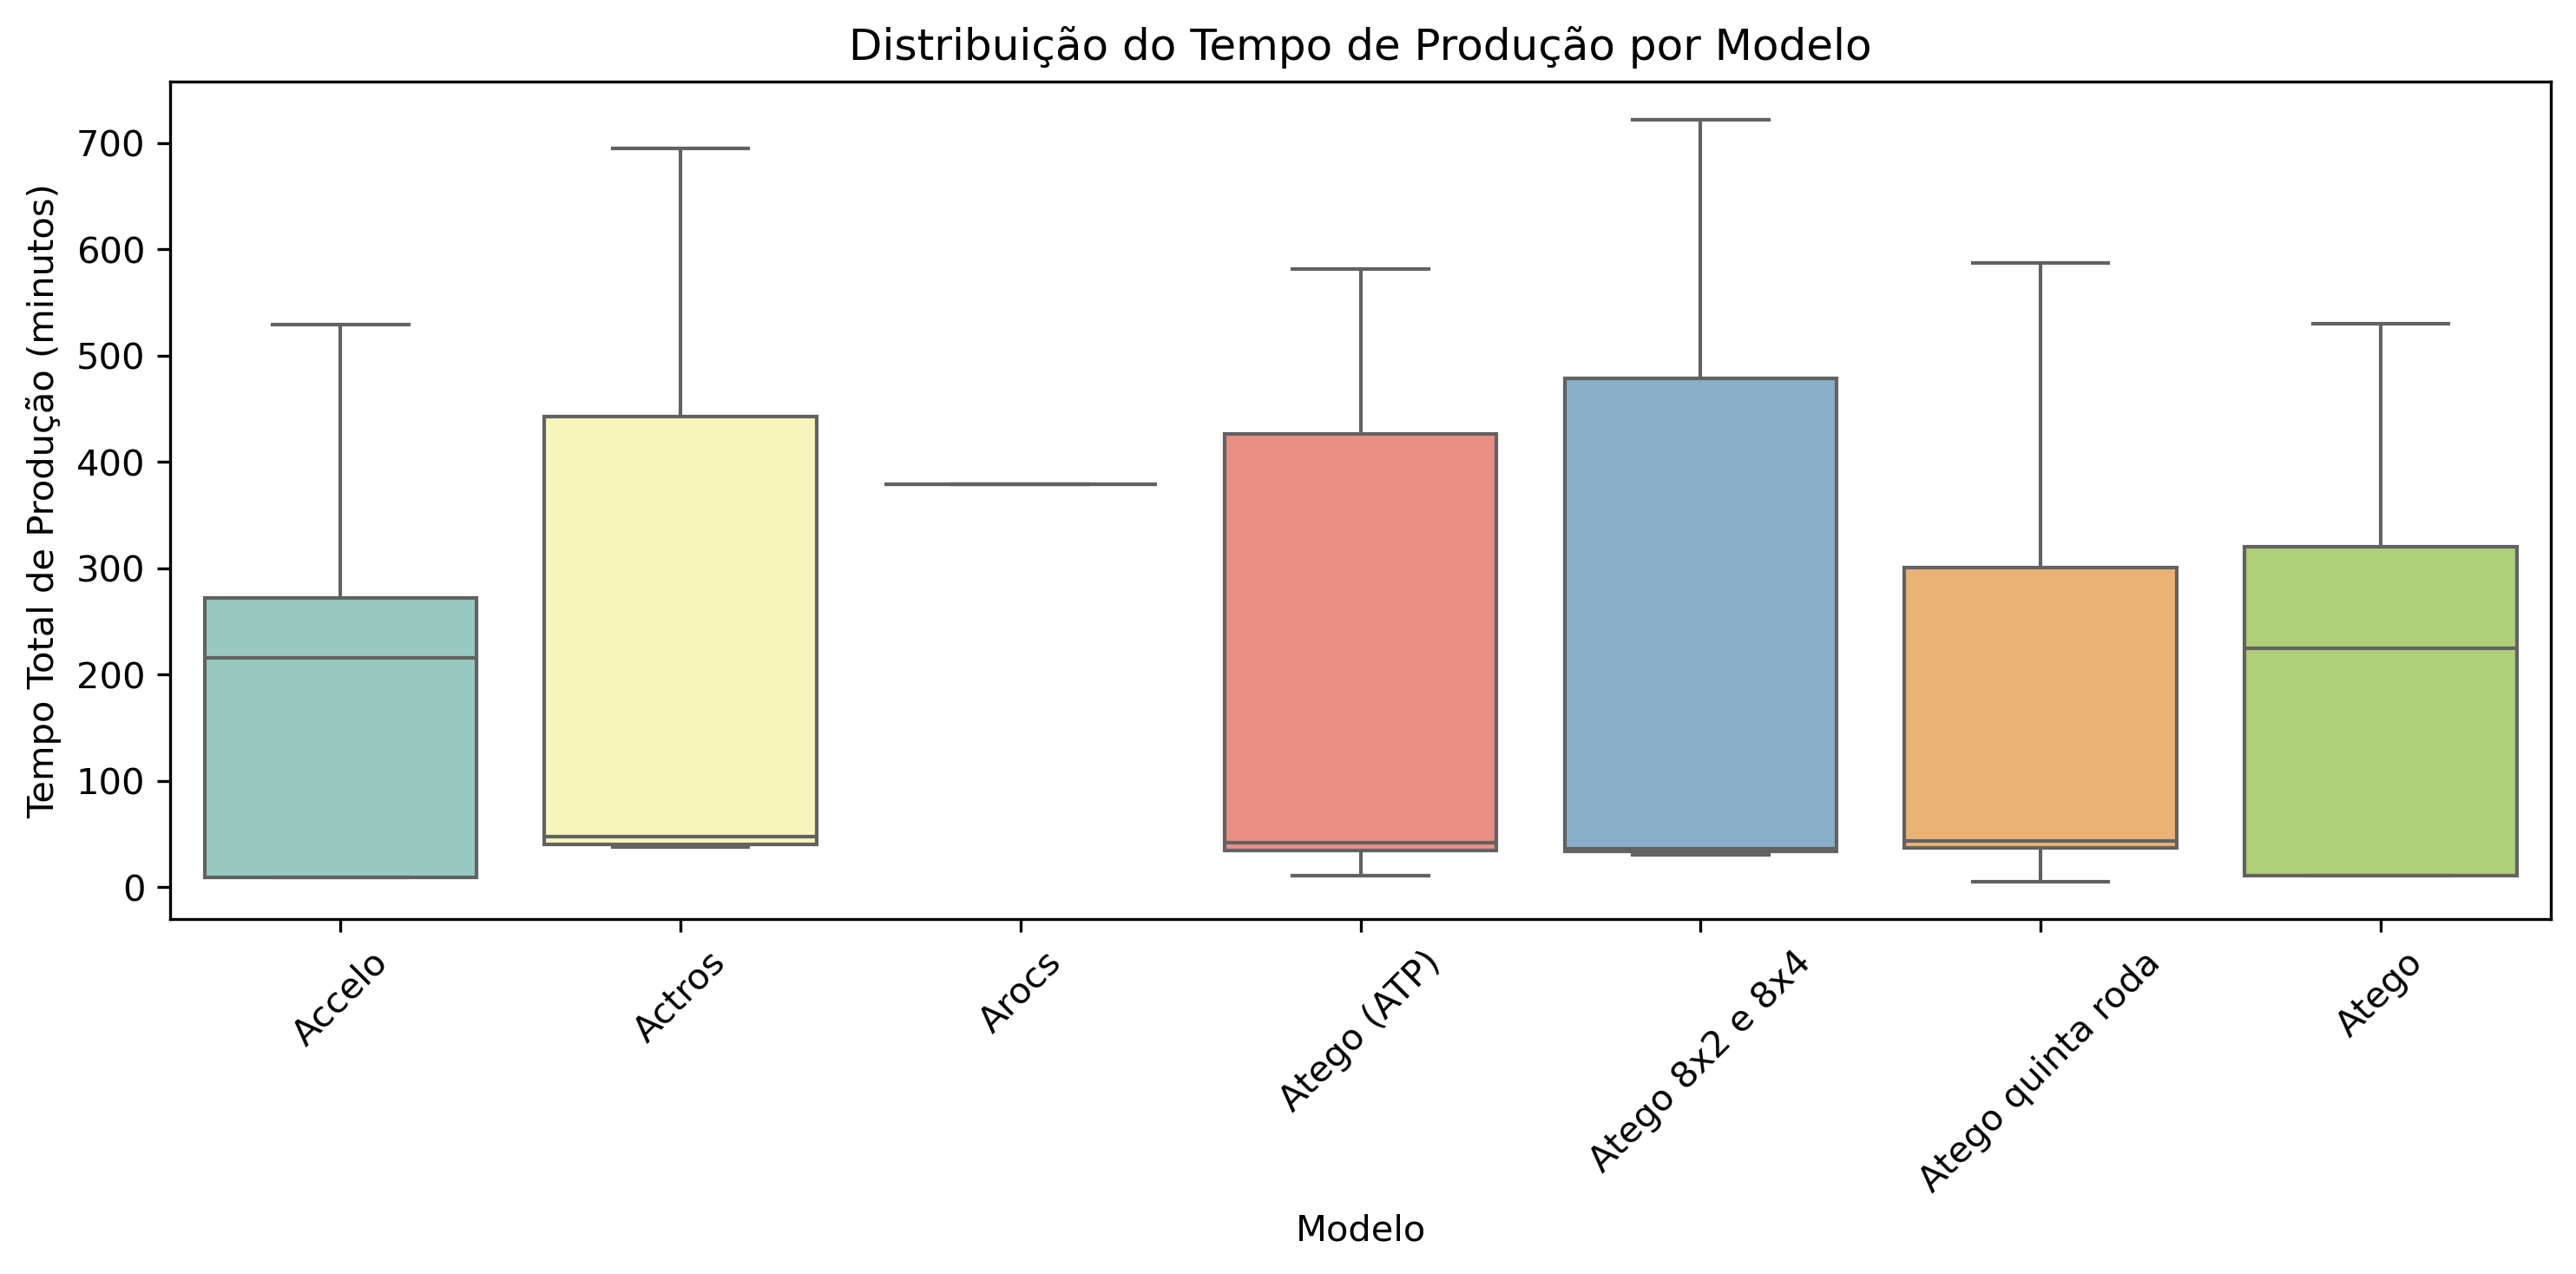 Distribuição do Tempo de Produção por Modelo
Tempo Total de Produção (minutos)
700
600
500
400
300
200
100
0
Accelo
Actros
Arocs
Atego (ATP)
Atego 8x2 e 8x4
Atego quinta roda
Atego
Modelo